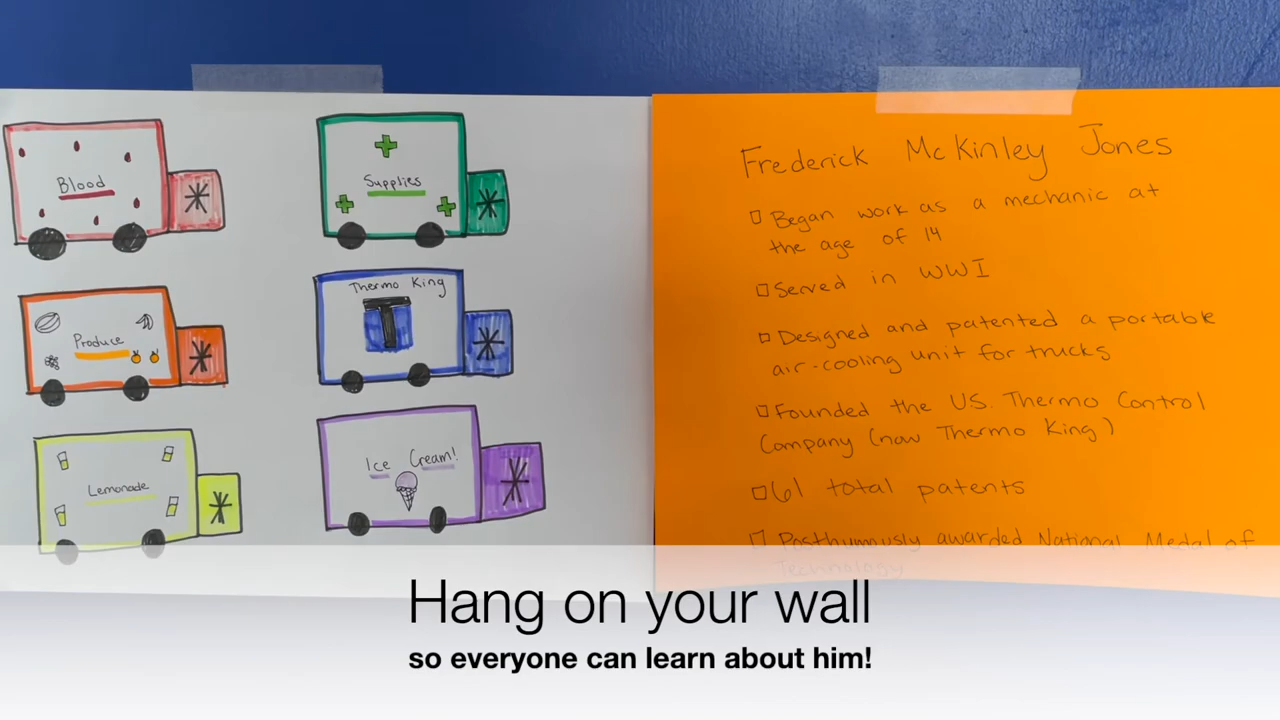 Blood
Supplies
Produce
Thermo King
T
Lemonade
Ice Cream!
Frederick McKinley Jones
Began work as a mechanic at
the age of 14
Served in WWI
Designed and patented a portable
air-cooling unit for trucks
Founded the US. Thermo Control
Company (now Thermo King)
61 total patents
Posthumously awarded National Medal of
Technology
Hang on your wall
so everyone can learn about him!